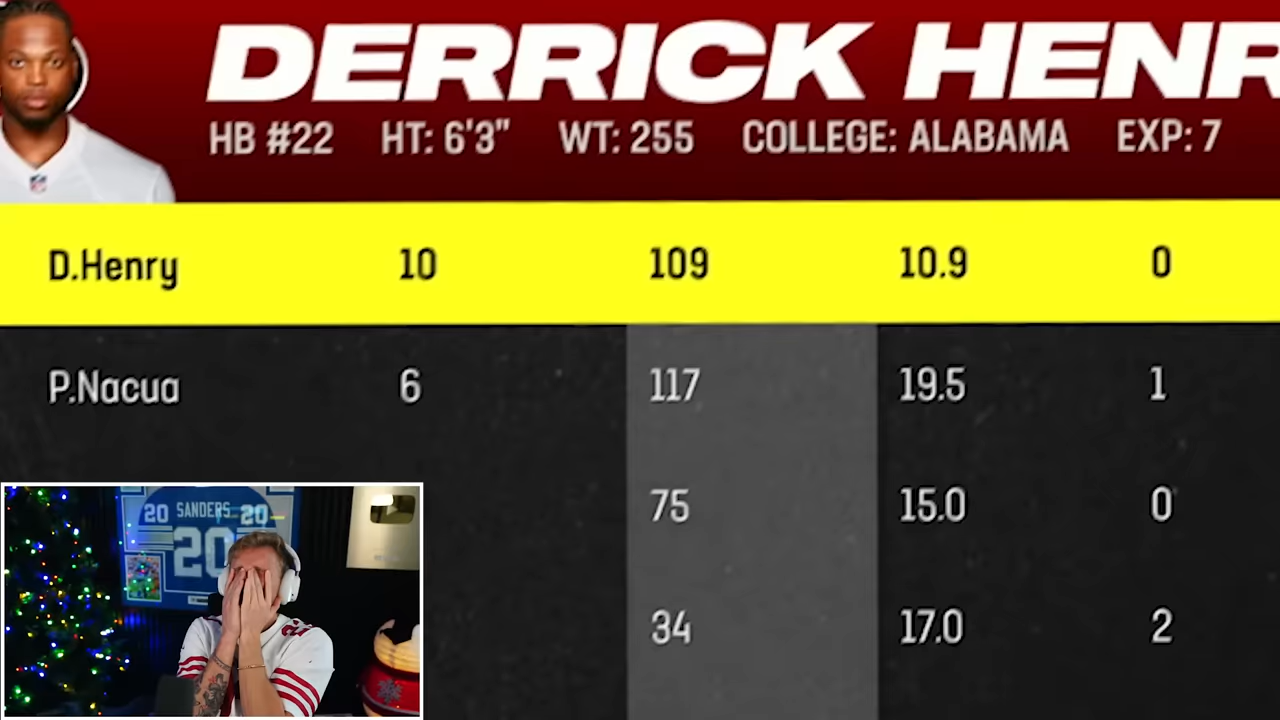 DERRICK HENR
HB #22 HT: 6'3" WT: 255 COLLEGE: ALABAMA EXP: 7
D.Henry 10 109 10.9 0
P.Nacua 6 117 19.5 1
75 15.0 0
34 17.0 2
20 SANDERS 20
20